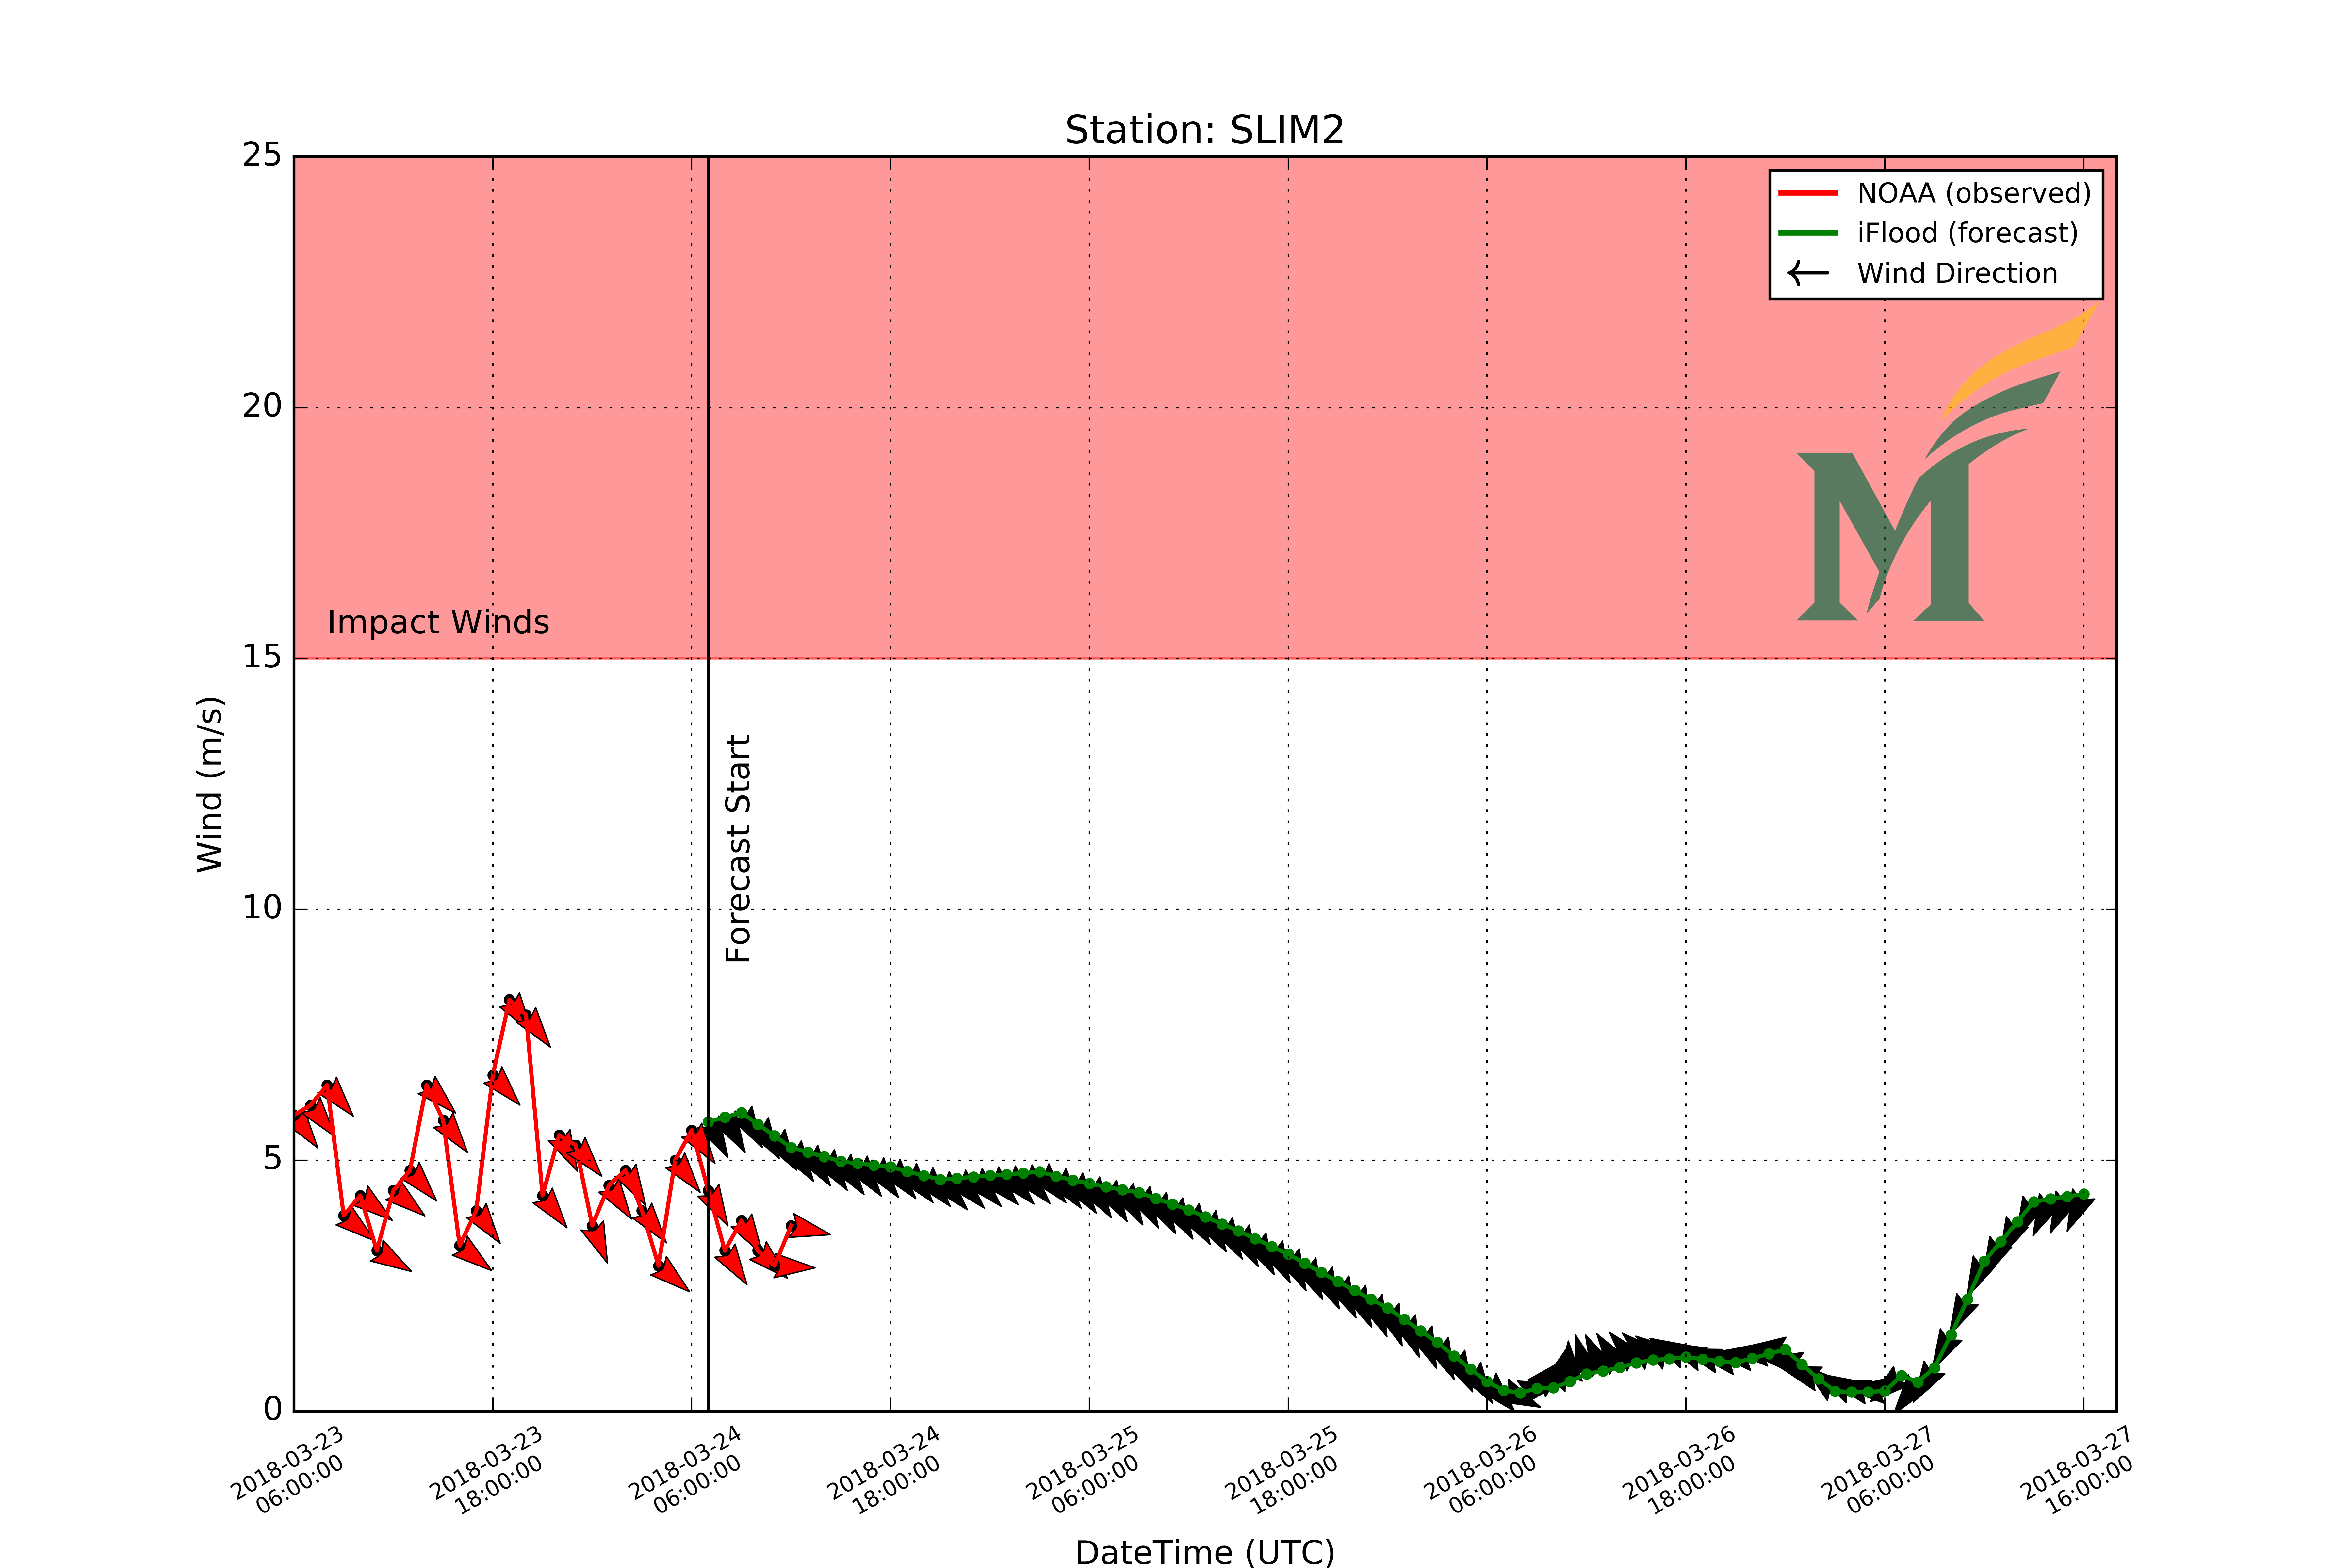 Station: SLIM2
25
20
15
10
5
0
Wind (m/s)
NOAA (observed)
iFlood (forecast)
Wind Direction
Impact Winds
Forecast Start
M
2018-03-23
06:00:00
2018-03-23
18:00:00
2018-03-24
06:00:00
2018-03-24
18:00:00
2018-03-25
06:00:00
2018-03-25
18:00:00
2018-03-26
06:00:00
2018-03-26
18:00:00
2018-03-27
06:00:00
2018-03-27
16:00:00
DateTime (UTC)